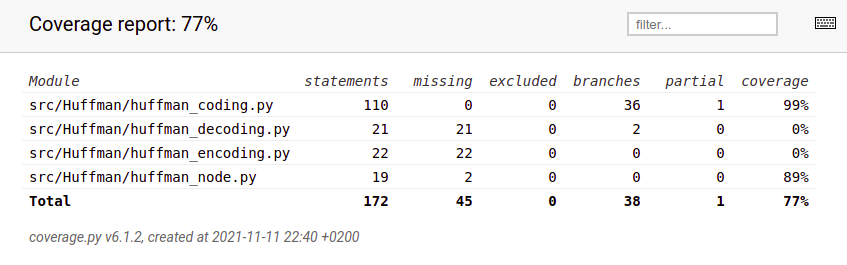 Coverage report: 77%
filter...
Module statements missing excluded branches partial coverage
src/Huffman/huffman_coding.py 110 0 0 36 1 99%
src/Huffman/huffman_decoding.py 21 21 0 2 0 0%
src/Huffman/huffman_encoding.py 22 22 0 0 0 0%
src/Huffman/huffman_node.py 19 2 0 0 0 89%
Total 172 45 0 38 1 77%
coverage.py v6.1.2, created at 2021-11-11 22:40 +0200